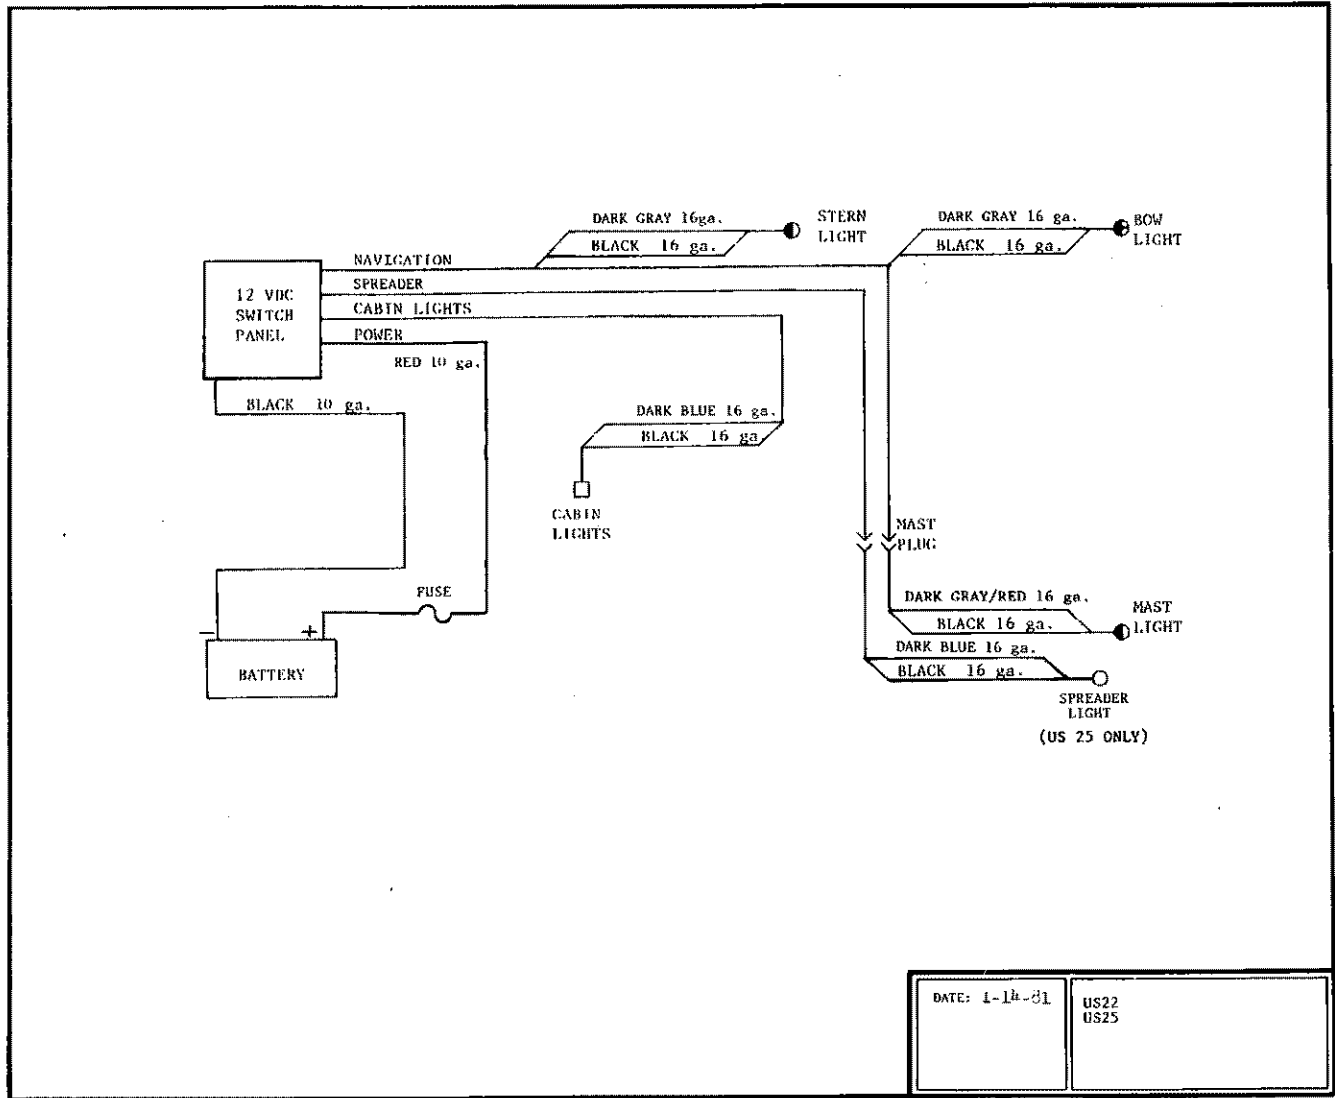 DARK GRAY 16ga.
BLACK 16 ga.
STERN
LIGHT
DARK GRAY 16 ga.
BLACK 16 ga.
BOW
LIGHT
12 VDC
SWITCH
PANEL
NAVIGATION
SPREADER
CABIN LIGHTS
POWER
RED 10 ga.
BLACK 10 ga.
DARK BLUE 16 ga.
BLACK 16 ga
CABIN
LIGHTS
MAST
PLUG
FUSE
- +
BATTERY
DARK GRAY/RED 16 ga.
BLACK 16 ga.
MAST
LIGHT
DARK BLUE 16 ga.
BLACK 16 ga.
SPREADER
LIGHT
(US 25 ONLY)
DATE: 1-14-81
US22
US25